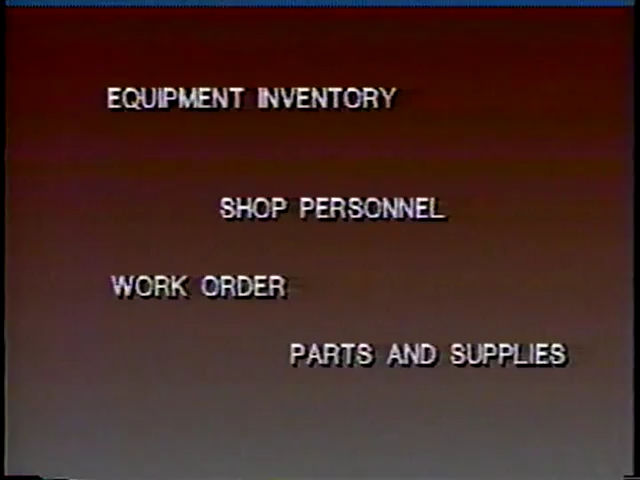 EQUIPMENT INVENTORY
SHOP PERSONNEL
WORK ORDER
PARTS AND SUPPLIES